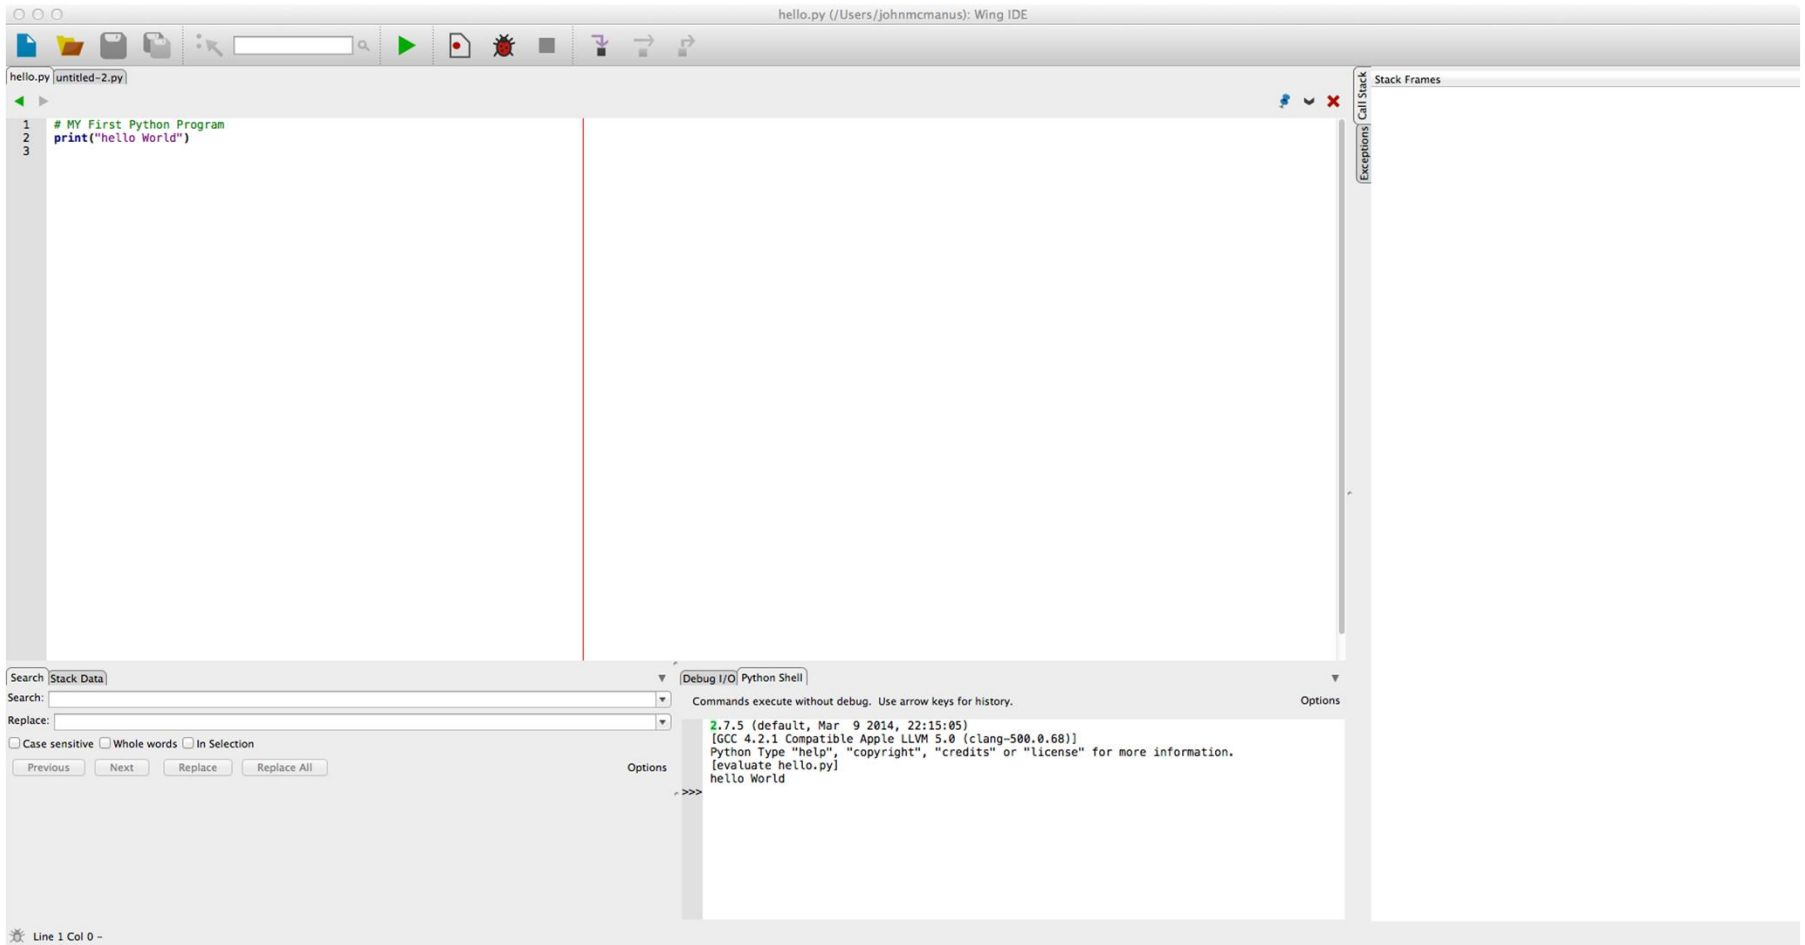 hello.py (/Users/johnmcmanus): Wing IDE
hello.py untitled-2.py
Stack Frames
Call Stack
Exceptions
1 # MY First Python Program
2 print("hello World")
3
Search Stack Data
Search:
Replace:
Case sensitive Whole words In Selection
Previous Next Replace Replace All Options
Debug I/O Python Shell
Commands execute without debug. Use arrow keys for history. Options
2.7.5 (default, Mar 9 2014, 22:15:05)
[GCC 4.2.1 Compatible Apple LLVM 5.0 (clang-500.0.68)]
Python Type "help", "copyright", "credits" or "license" for more information.
[evaluate hello.py]
hello World
>>>
Line 1 Col 0 -